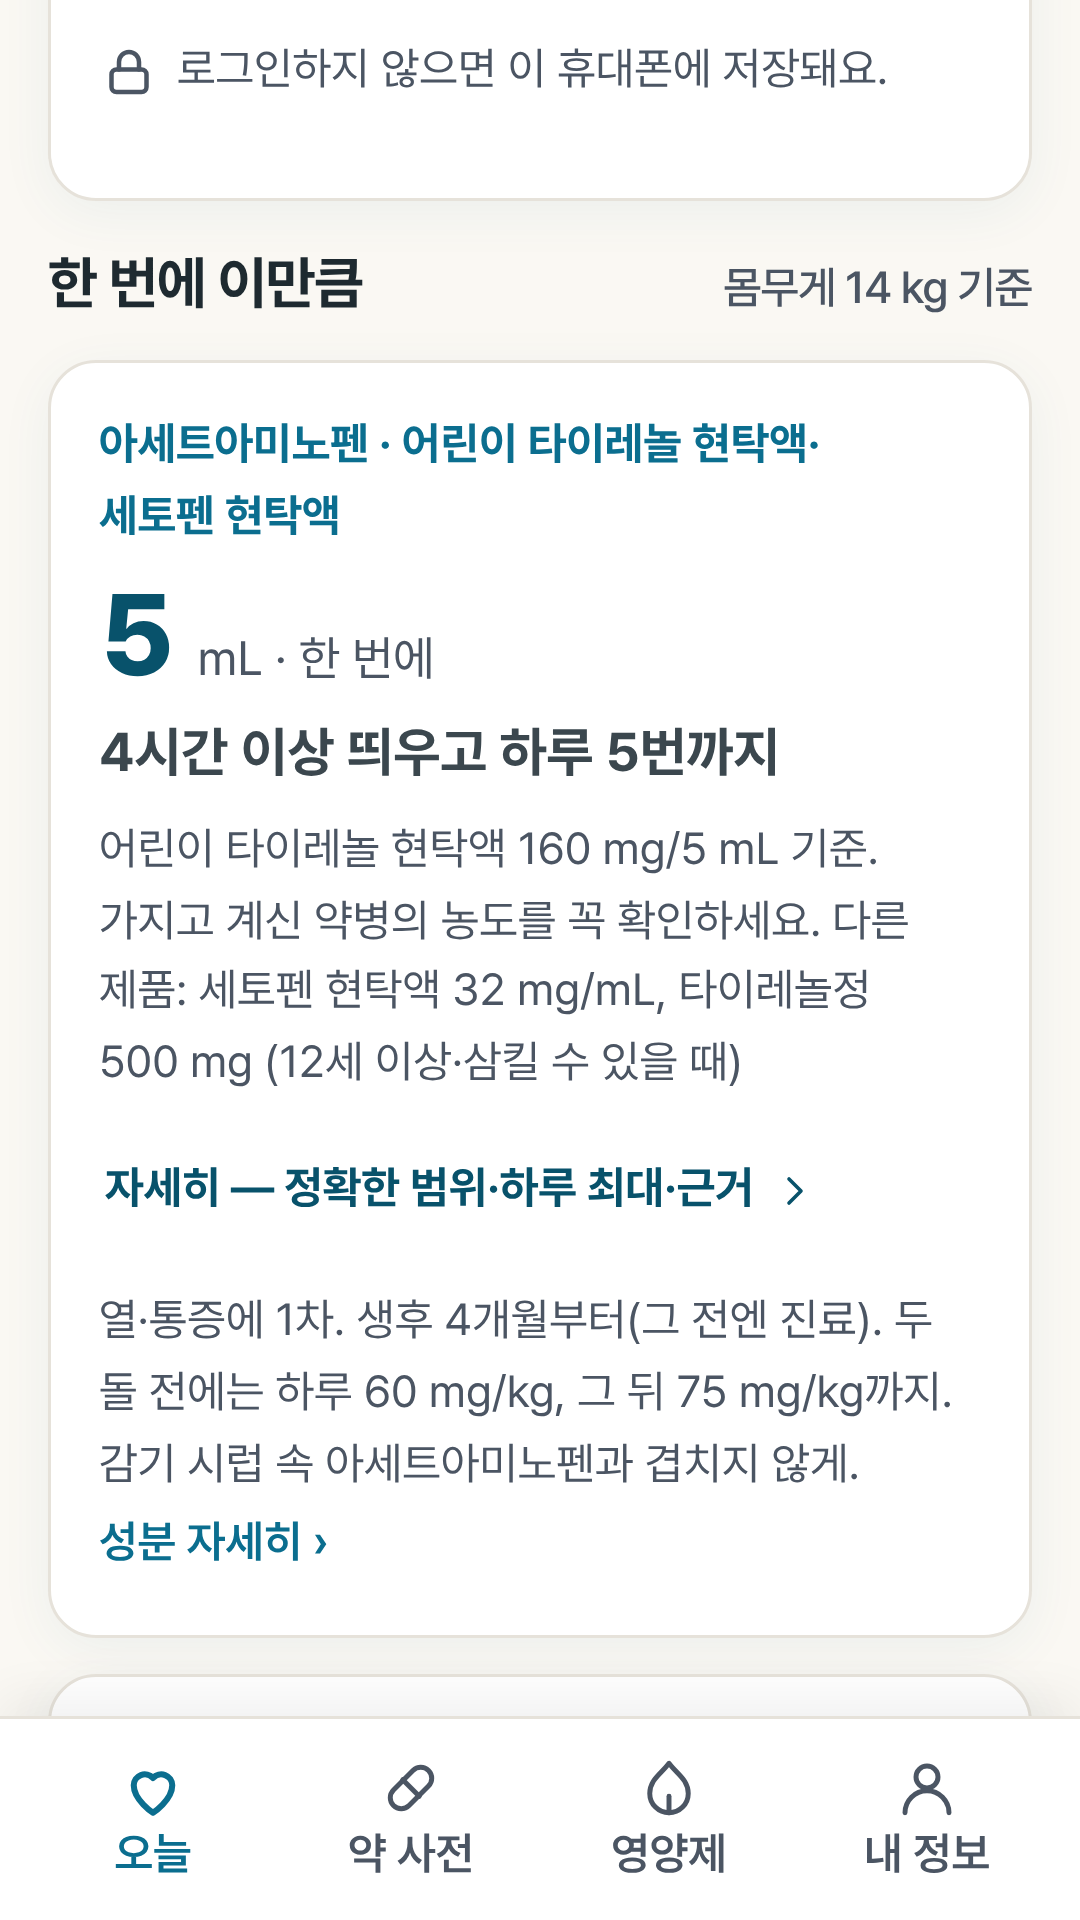 로그인하지 않으면 이 휴대폰에 저장돼요.
한 번에 이만큼
몸무게 14 kg 기준
아세트아미노펜 · 어린이 타이레놀 현탁액·
세토펜 현탁액
5 mL · 한 번에
4시간 이상 띄우고 하루 5번까지
어린이 타이레놀 현탁액 160 mg/5 mL 기준.
가지고 계신 약병의 농도를 꼭 확인하세요. 다른
제품: 세토펜 현탁액 32 mg/mL, 타이레놀정
500 mg (12세 이상·삼킬 수 있을 때)
자세히 — 정확한 범위·하루 최대·근거 >
열·통증에 1차. 생후 4개월부터(그 전엔 진료). 두
돌 전에는 하루 60 mg/kg, 그 뒤 75 mg/kg까지.
감기 시럽 속 아세트아미노펜과 겹치지 않게.
성분 자세히 ›
오늘
약 사전
영양제
내 정보